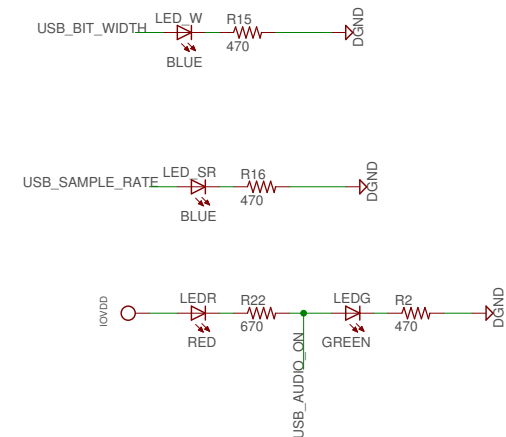 LED_W
R15
USB_BIT_WIDTH
DGND
470
BLUE
LED_SR
R16
USB_SAMPLE_RATE
DGND
470
BLUE
LEDR
R22
LEDG
R2
IOVDD
DGND
RED
670
GREEN
470
USB_AUDIO_ON